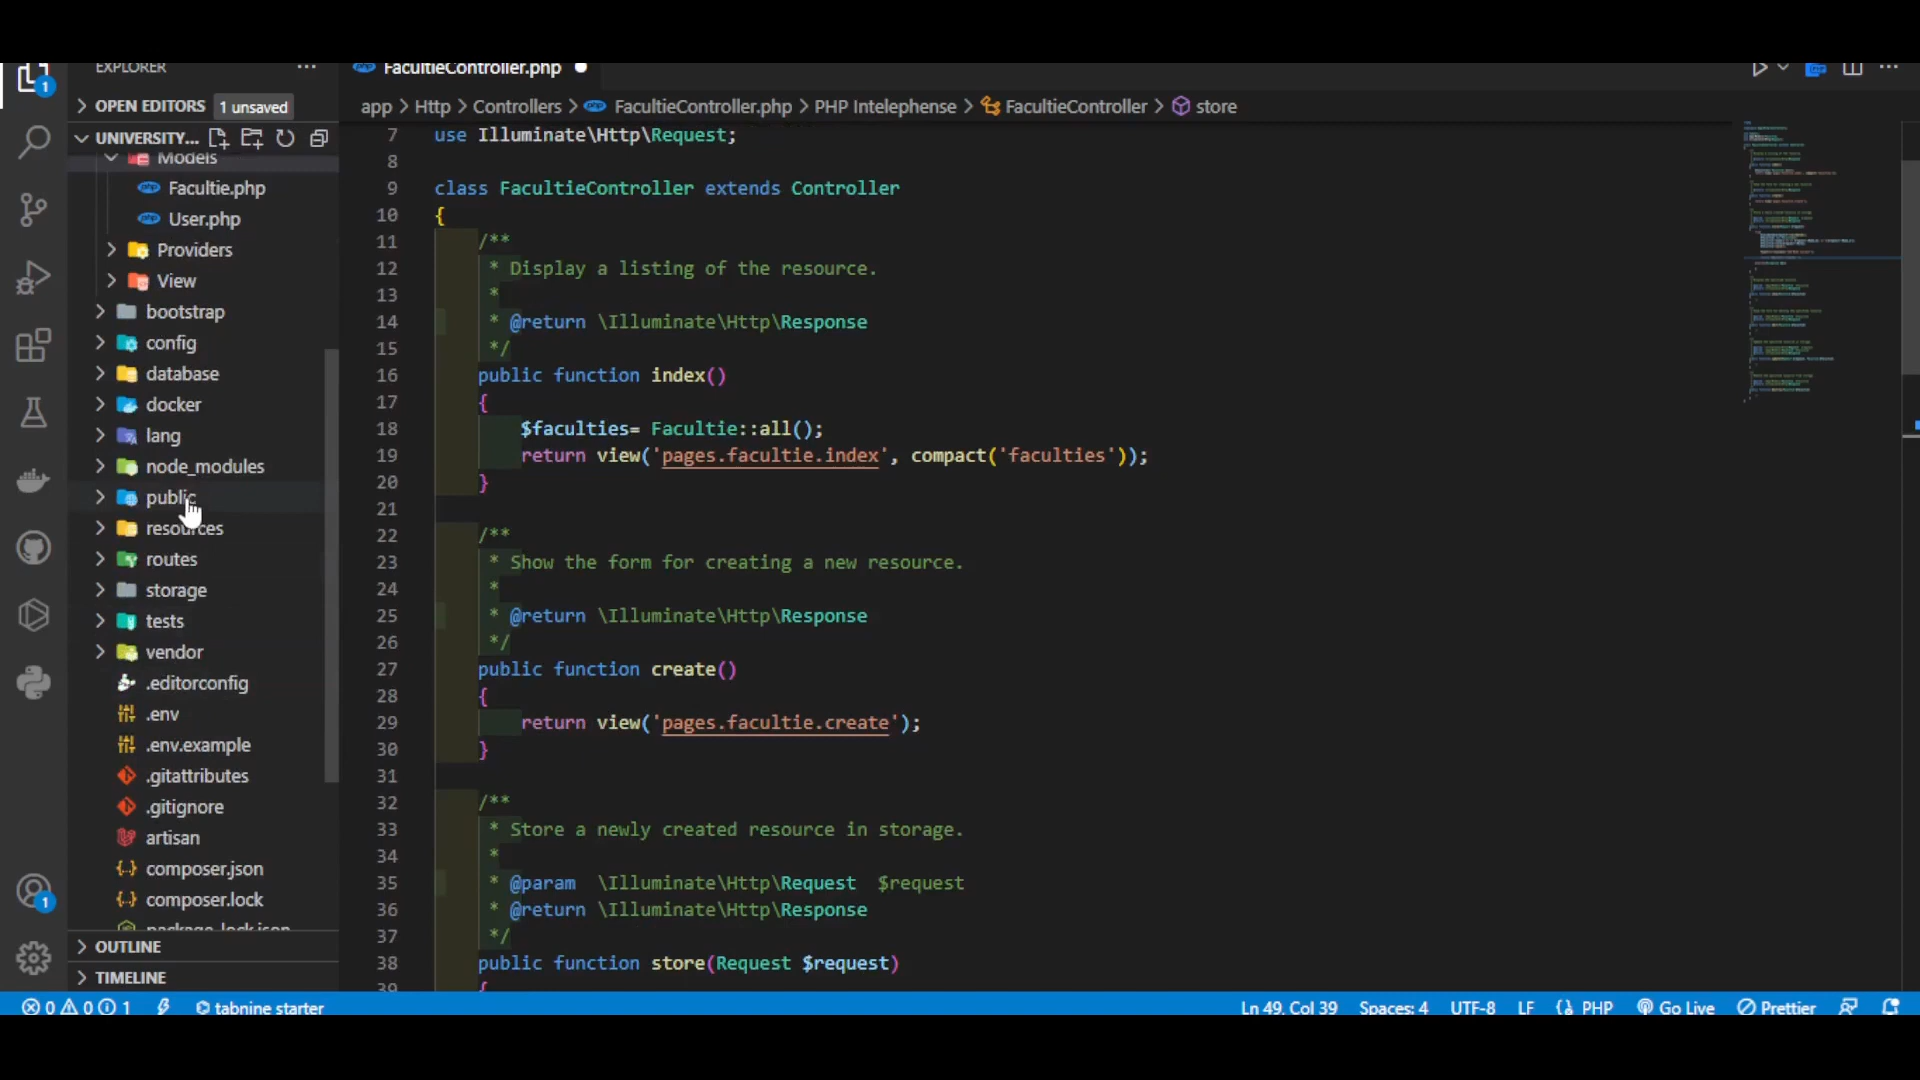 EXPLORER
FacultieController.php
OPEN EDITORS 1 unsaved
app > Http > Controllers > FacultieController.php > PHP Intelephense > FacultieController > store
UNIVERSITY...
Models
Facultie.php
User.php
Providers
View
bootstrap
config
database
docker
lang
node_modules
public
resources
routes
storage
tests
vendor
.editorconfig
.env
.env.example
.gitattributes
.gitignore
artisan
composer.json
composer.lock
package-lock.json
OUTLINE
TIMELINE
7 use Illuminate\Http\Request;
8
9 class FacultieController extends Controller
10 {
11 /**
12 * Display a listing of the resource.
13 *
14 * @return \Illuminate\Http\Response
15 */
16 public function index()
17 {
18 $faculties= Facultie::all();
19 return view('pages.facultie.index', compact('faculties'));
20 }
21
22 /**
23 * Show the form for creating a new resource.
24 *
25 * @return \Illuminate\Http\Response
26 */
27 public function create()
28 {
29 return view('pages.facultie.create');
30 }
31
32 /**
33 * Store a newly created resource in storage.
34 *
35 * @param \Illuminate\Http\Request $request
36 * @return \Illuminate\Http\Response
37 */
38 public function store(Request $request)
39 {
1
1
0 0 1 tabnine starter Ln 49, Col 39 Spaces: 4 UTF-8 LF PHP Go Live Prettier